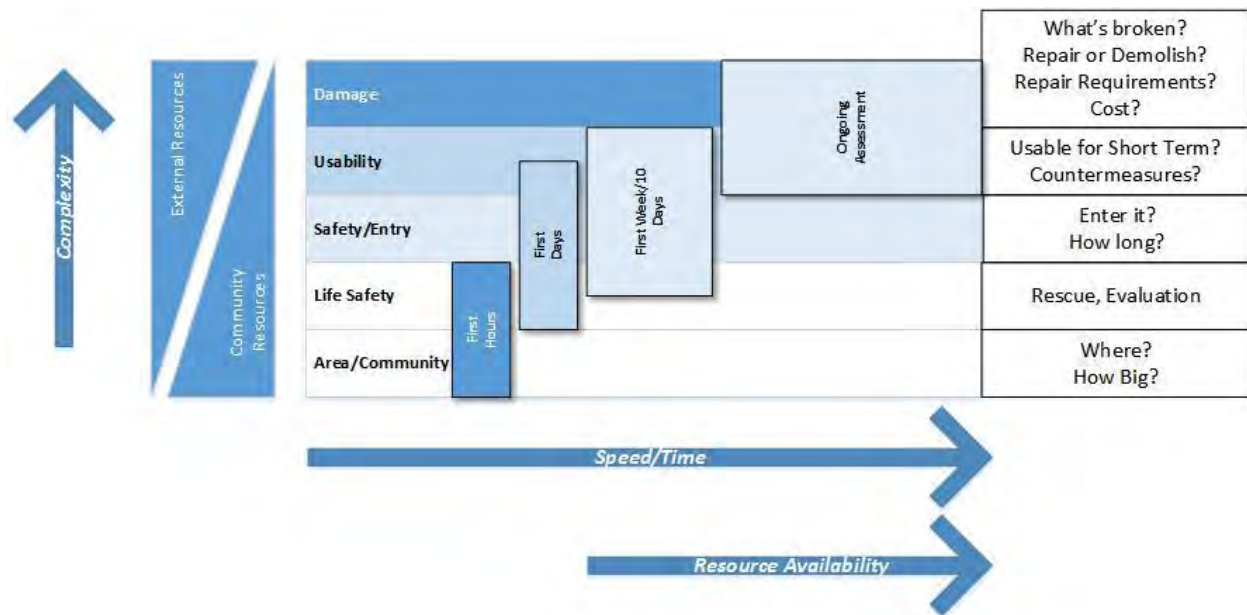 Complexity
External Resources
Community
Resources
Damage
Usability
Safety/Entry
Life Safety
Area/Community
First
Hours
First
Days
First Week/10
Days
Ongoing
Assessment
What's broken?
Repair or Demolish?
Repair Requirements?
Cost?
Usable for Short Term?
Countermeasures?
Enter it?
How long?
Rescue, Evaluation
Where?
How Big?
Speed/Time
Resource Availability